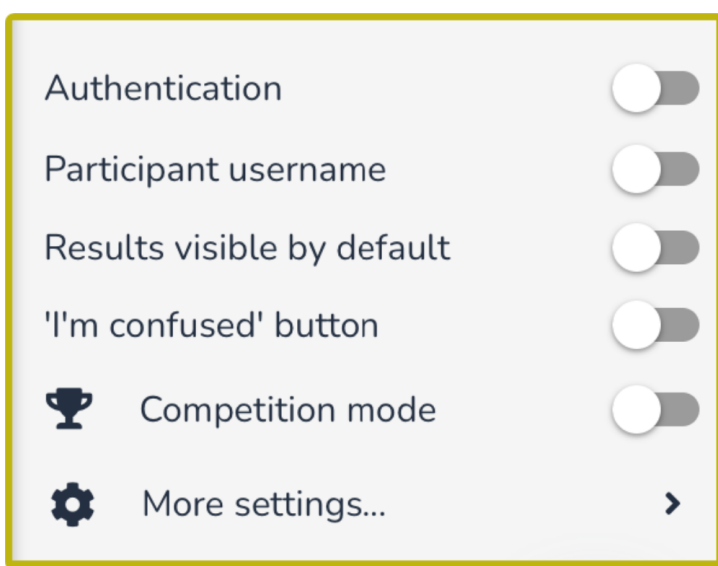 Authentication
Participant username
Results visible by default
'I'm confused' button
Competition mode
More settings...